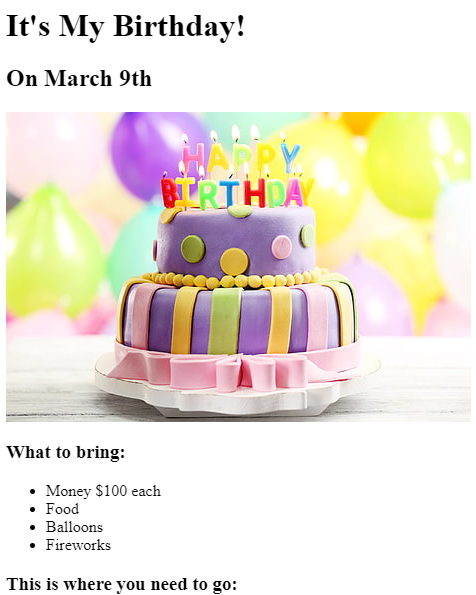 It's My Birthday!
On March 9th
HAPPY
BIRTHDAY
What to bring:
Money $100 each
Food
Balloons
Fireworks
This is where you need to go: